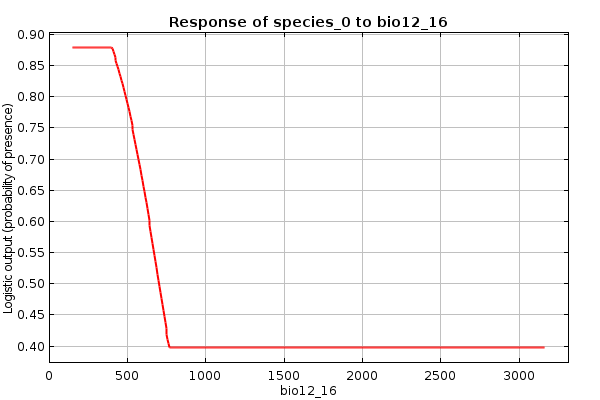 Response of species_0 to bio12_16
Logistic output (probability of presence)
0.90
0.85
0.80
0.75
0.70
0.65
0.60
0.55
0.50
0.45
0.40
0 500 1000 1500 2000 2500 3000
bio12_16